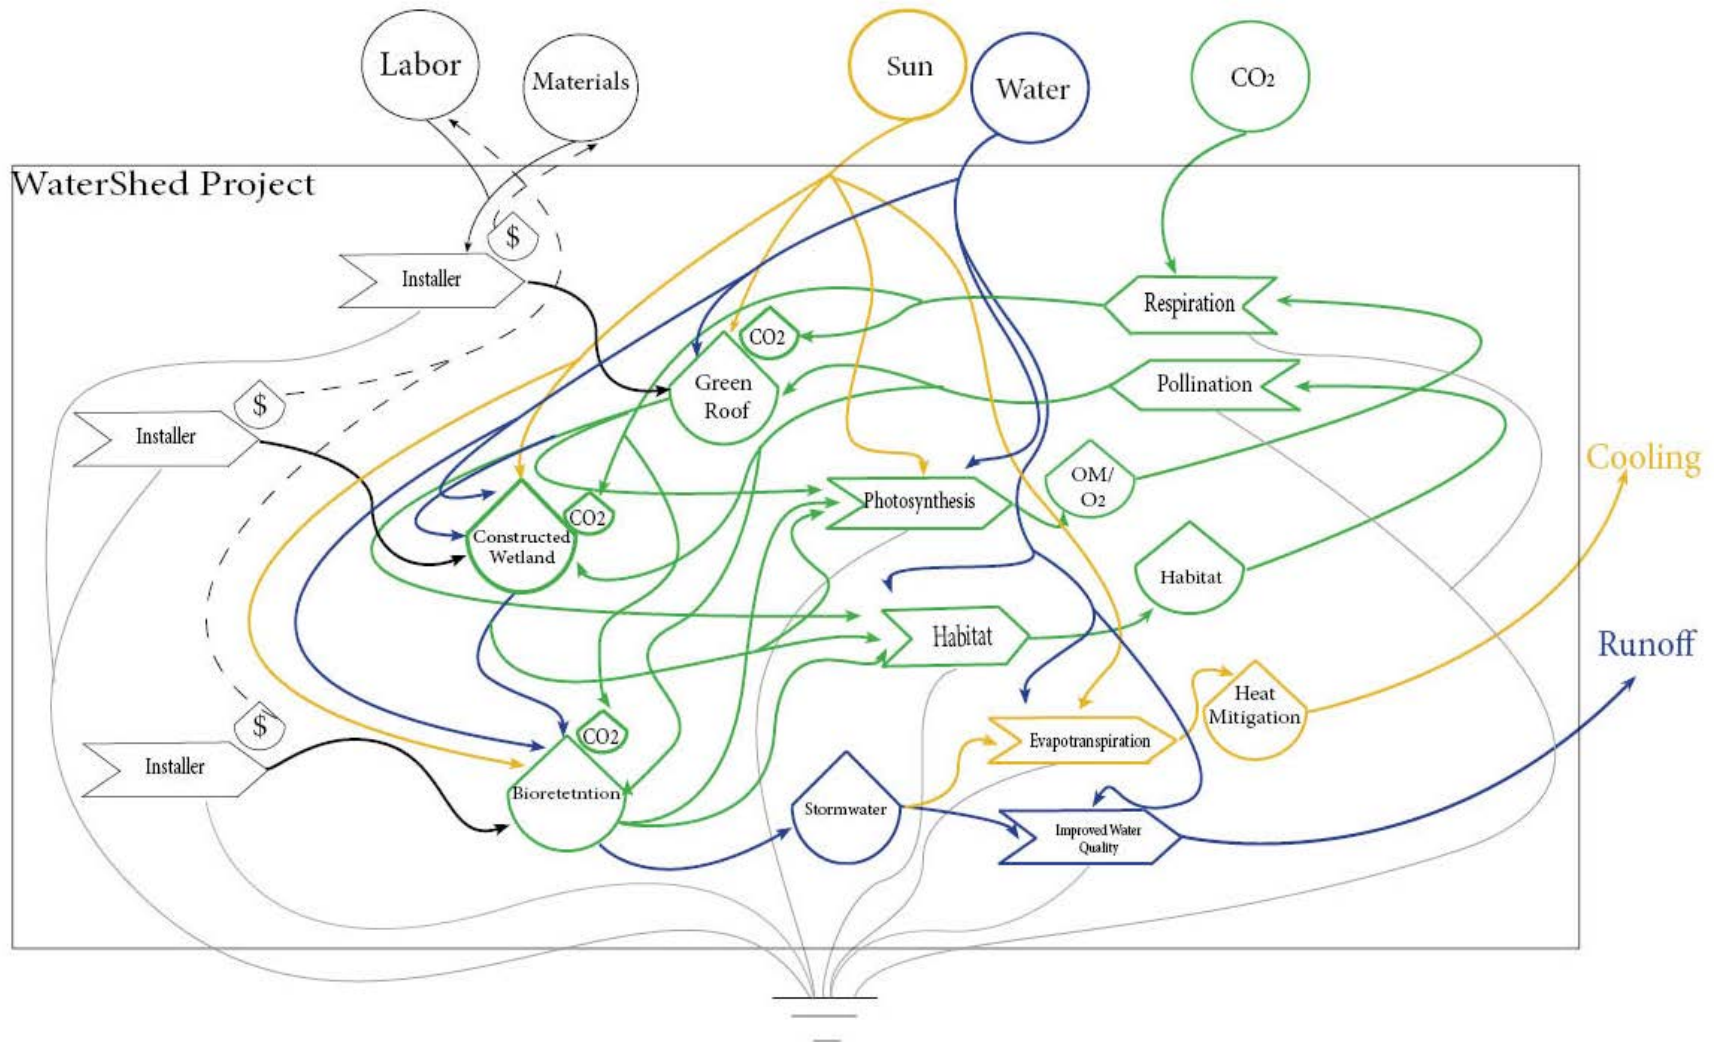 Labor
Materials
Sun
Water
CO2
WaterShed Project
$
Installer
Respiration
CO2
Green
Roof
Pollination
$
Installer
Cooling
OM/
O2
Photosynthesis
CO2
Constructed
Wetland
Habitat
Habitat
Runoff
Heat
Mitigation
$
CO2
Evapotranspiration
Installer
Bioretetntion
Stormwater
Improved Water
Quality